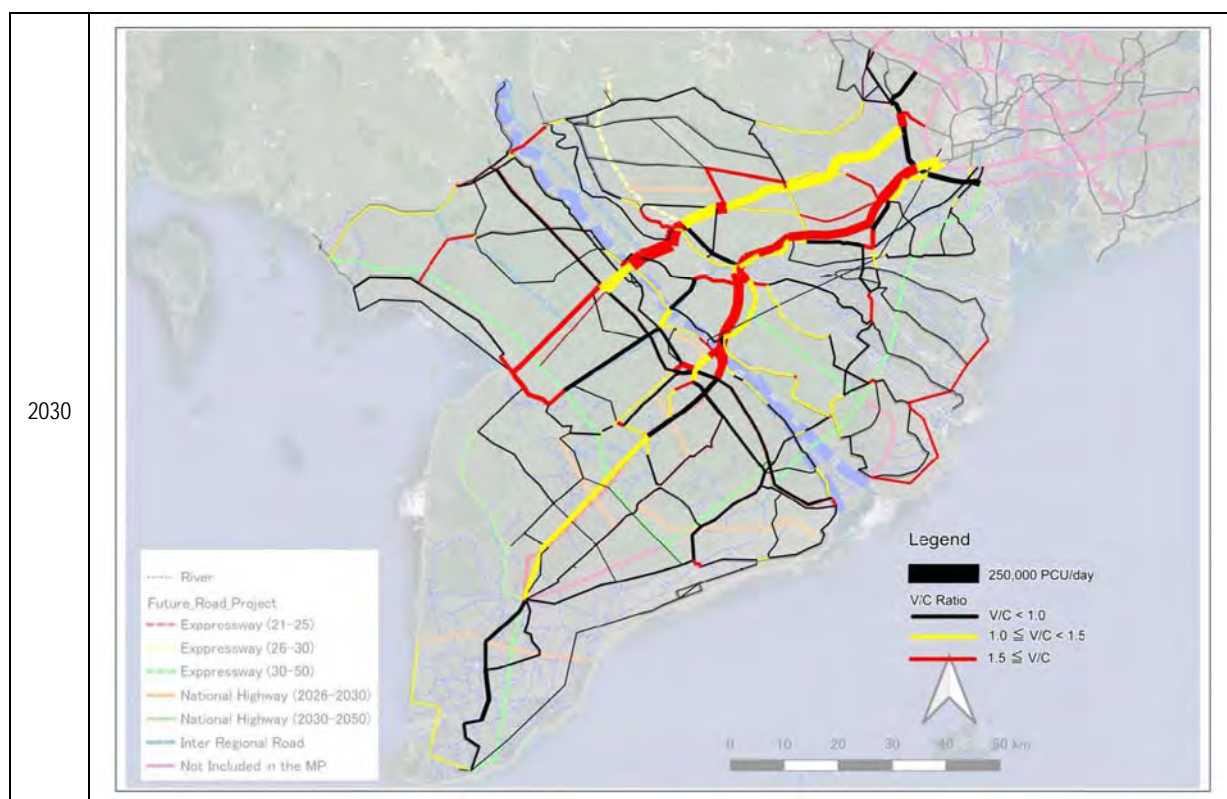 2030
Legend
250,000 PCU/day
V/C Ratio
V/C < 1.0
1.0 ≦ V/C < 1.5
1.5 ≦ V/C
0 10 20 30 40 50 km
River
Future_Road_Project
Exppressway (21-25)
Exppressway (26-30)
Exppressway (30-50)
National Highway (2026-2030)
National Highway (2030-2050)
Inter Regional Road
Not Included in the MP